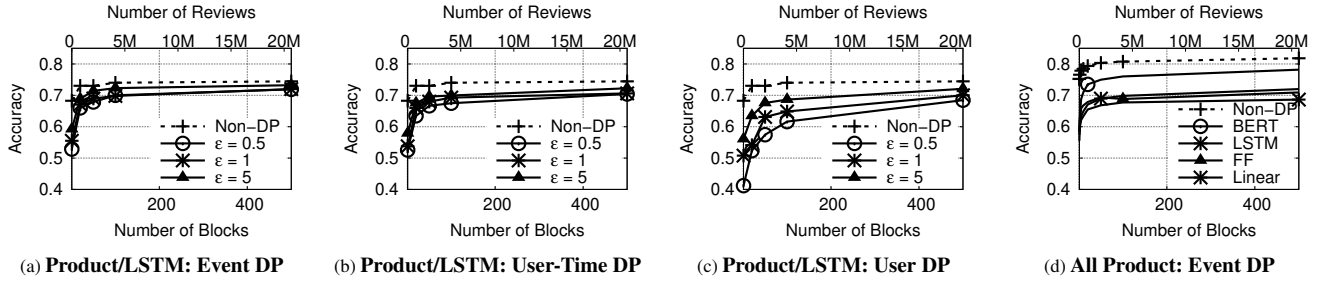 Number of Reviews
0 5M 10M 15M 20M
0.8
0.7
0.6
0.5
0.4
Accuracy
Non−DP
ε = 0.5
ε = 1
ε = 5
200 400
Number of Blocks
(a) Product/LSTM: Event DP
Number of Reviews
0 5M 10M 15M 20M
0.8
0.7
0.6
0.5
0.4
Accuracy
Non−DP
ε = 0.5
ε = 1
ε = 5
200 400
Number of Blocks
(b) Product/LSTM: User-Time DP
Number of Reviews
0 5M 10M 15M 20M
0.8
0.7
0.6
0.5
0.4
Accuracy
Non−DP
ε = 0.5
ε = 1
ε = 5
200 400
Number of Blocks
(c) Product/LSTM: User DP
Number of Reviews
0 5M 10M 15M 20M
0.8
0.7
0.6
0.5
0.4
Accuracy
Non−DP
BERT
LSTM
FF
Linear
200 400
Number of Blocks
(d) All Product: Event DP